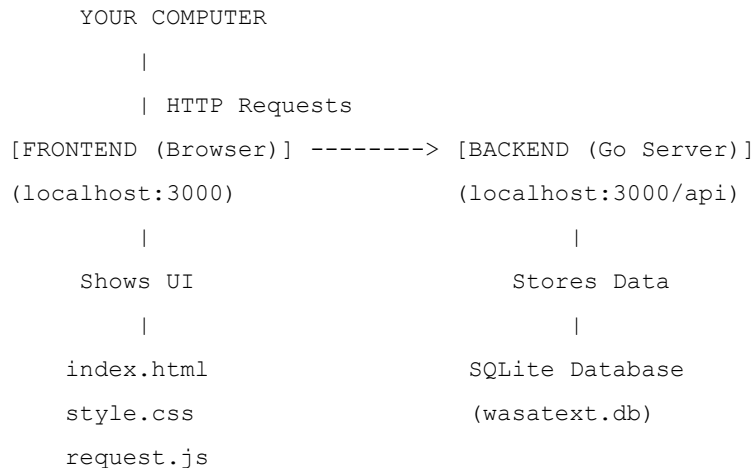 YOUR COMPUTER
|
| HTTP Requests
[FRONTEND (Browser)] --------> [BACKEND (Go Server)]
(localhost:3000) (localhost:3000/api)
| |
Shows UI Stores Data
| |
index.html SQLite Database
style.css (wasatext.db)
request.js